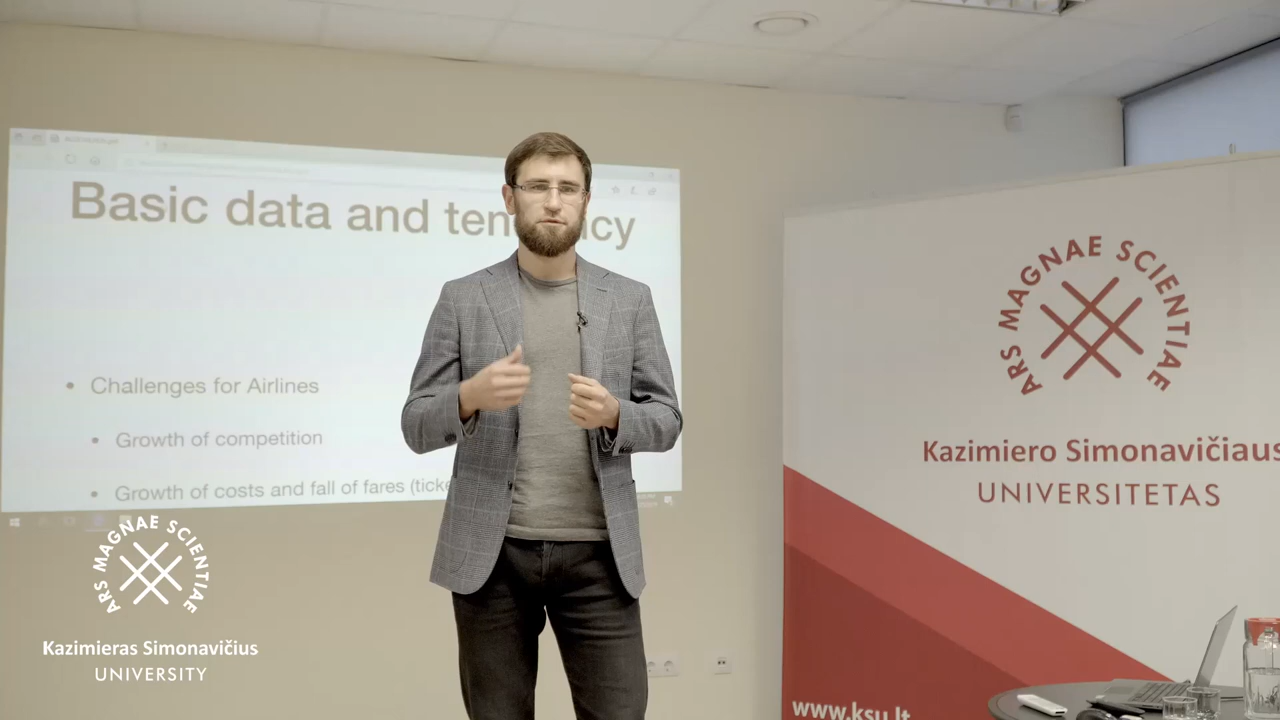 Basic data and ten cy
• Challenges for Airlines
• Growth of competition
• Growth of costs and fall of fares (ticke
ARS MAGNAE SCIENTIAE
Kazimieras Simonavičius
UNIVERSITY
ARS MAGNAE SCIENTIAE
Kazimiero Simonavičiaus
UNIVERSITETAS
www.ksu.lt